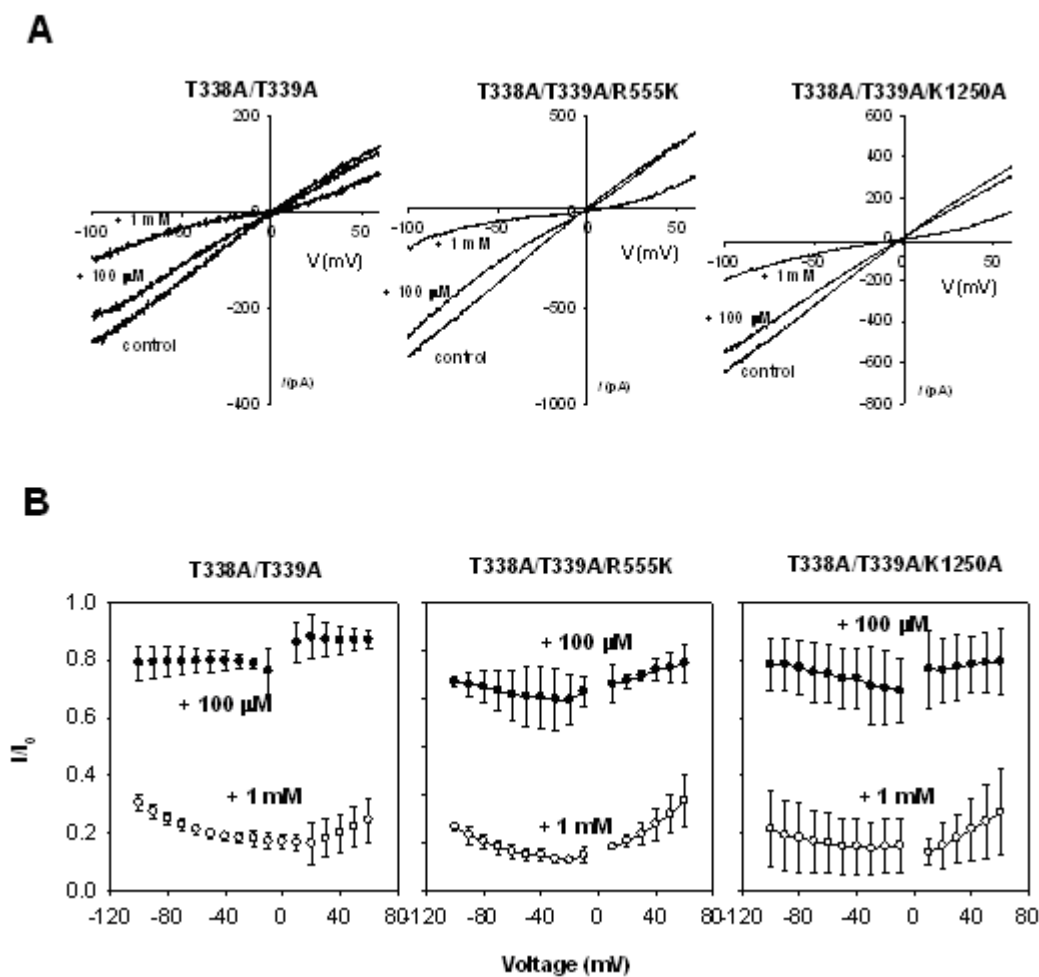 A
T338A/T339A T338A/T339A/R555K T338A/T339A/K1250A
200 500 600
400
200
0 0 0
-100 50 -100 50 -100 50
+ 1 mM + 1 mM + 1 mM
V (mV) V (mV) V (mV)
+ 100 µM + 100 µM + 100 µM
-200 -500 -200
-400
control control control
-600
I (pA) I (pA) I (pA)
-400 -1000 -800
B
T338A/T339A T338A/T339A/R555K T338A/T339A/K1250A
1.0
+ 100 µM + 100 µM
0.8
+ 100 µM
0.6
I/I₀
0.4
+ 1 mM + 1 mM + 1 mM
0.2
0.0
-120 -80 -40 0 40 80 -80 -40 0 40 80 -80 -40 0 40 80
Voltage (mV)